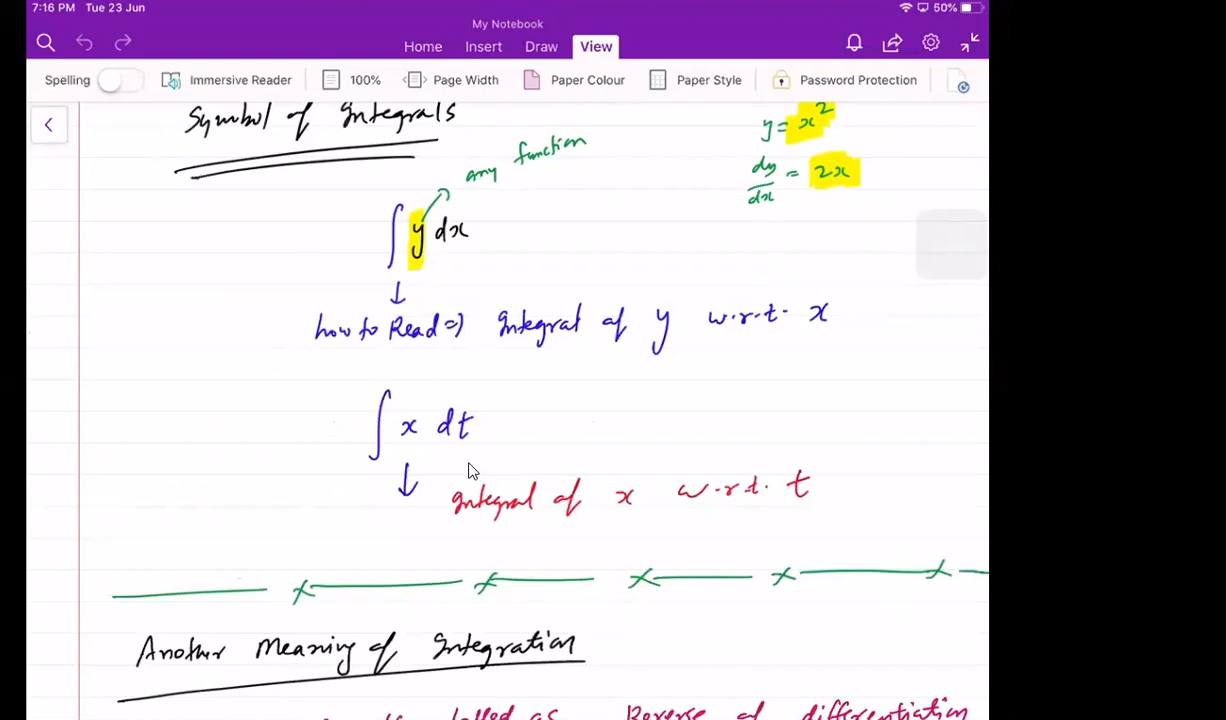 7:16 PM Tue 23 Jun
50%
My Notebook
Home Insert Draw View
Spelling Immersive Reader 100% Page Width Paper Colour Paper Style Password Protection
Symbol of Integrals
y = x²
dy/dx = 2x
any function
∫ y dx
↓
how to Read ⇒ Integral of y w.r.t. x
∫ x dt
↓
Integral of x w.r.t. t
Another Meaning of Integration
called as Reverse of differentiation